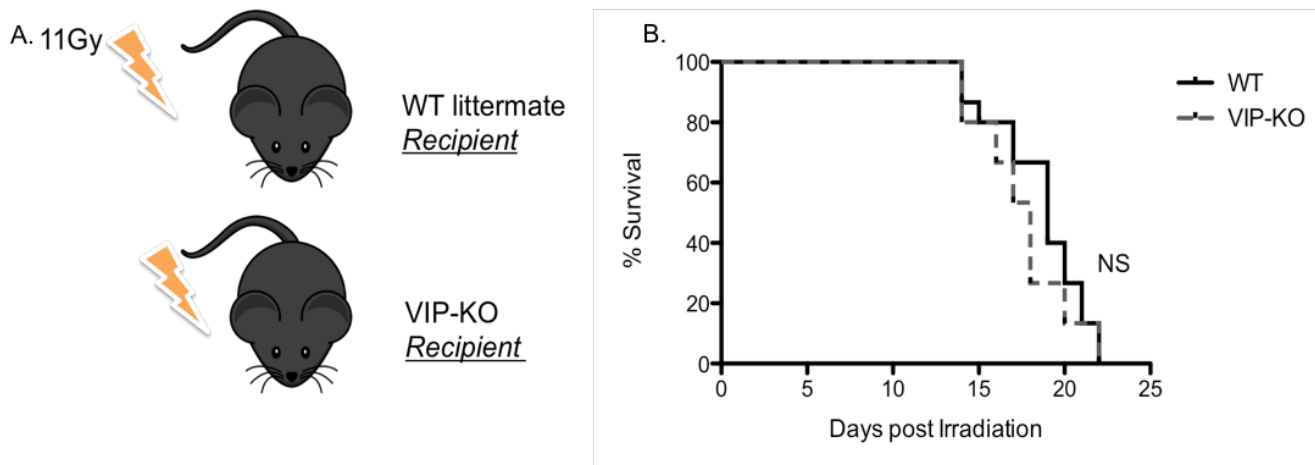 A. 11Gy
WT littermate
Recipient
VIP-KO
Recipient
B.
100
80
60
40
20
0
% Survival
0 5 10 15 20 25
Days post Irradiation
NS
WT
VIP-KO